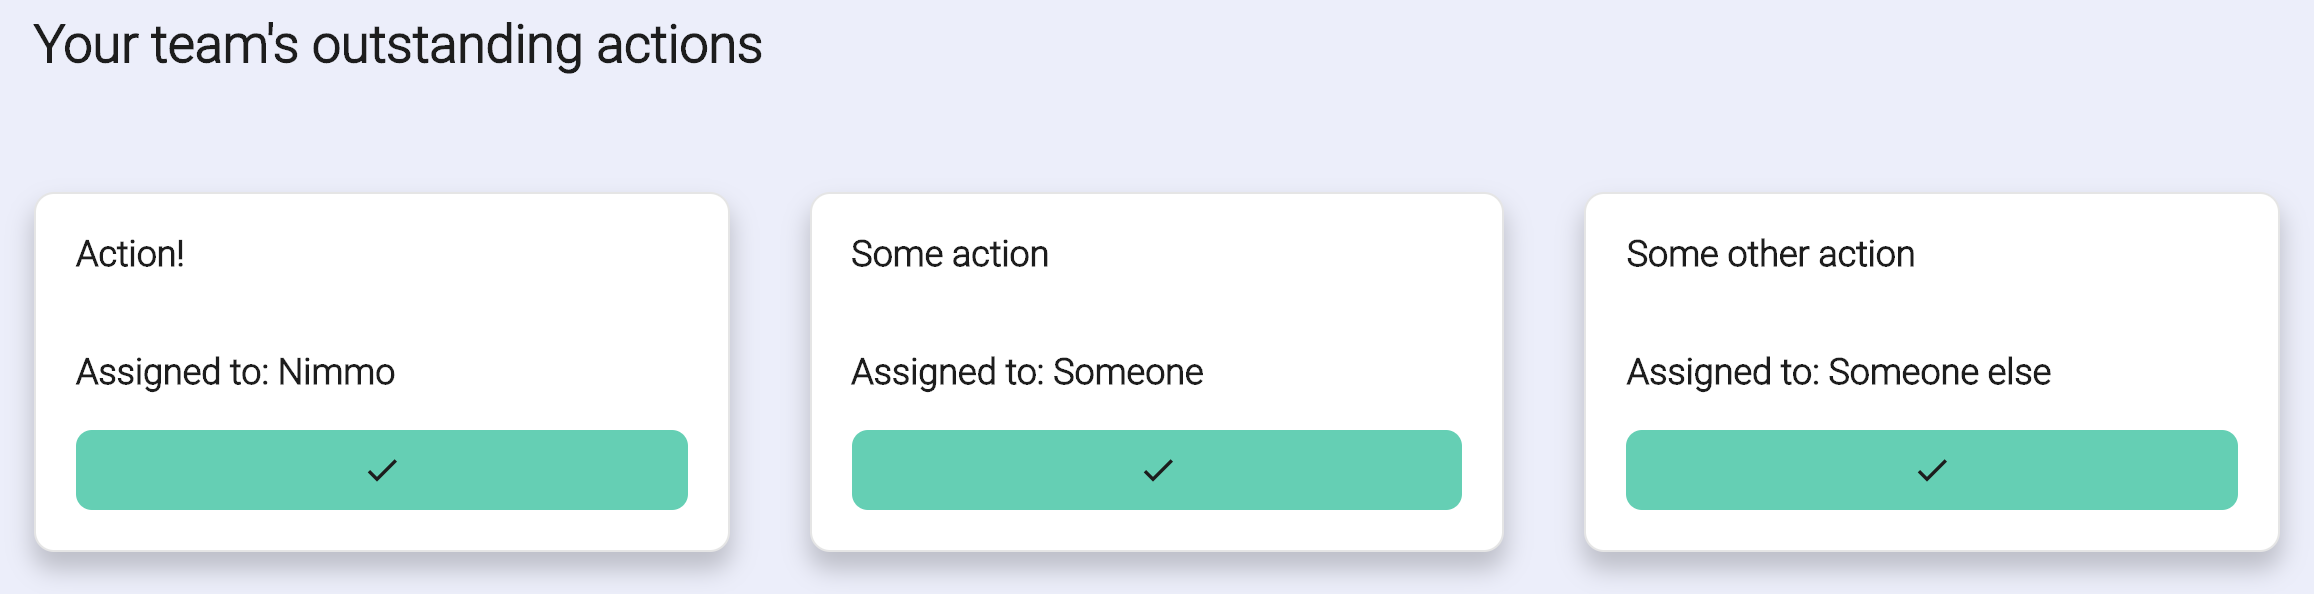 Your team's outstanding actions
Action!
Assigned to: Nimmo
Some action
Assigned to: Someone
Some other action
Assigned to: Someone else